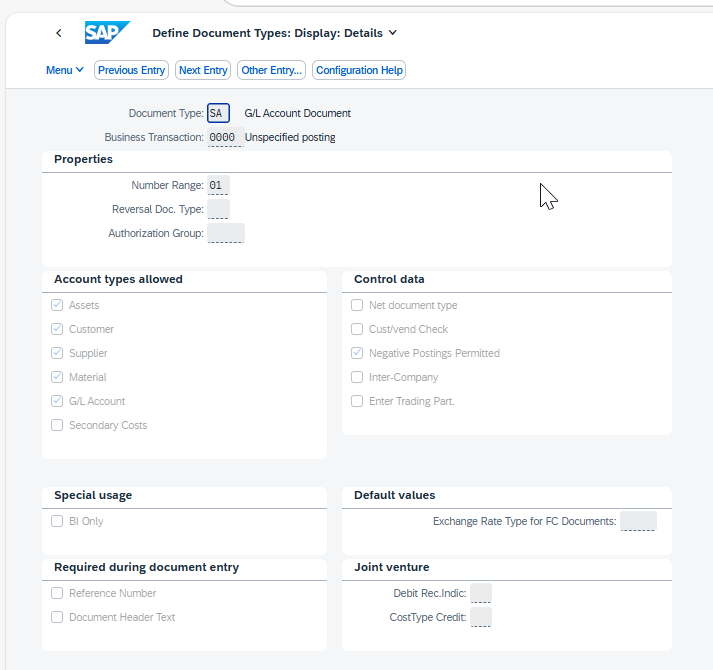 SAP Define Document Types: Display: Details
Menu Previous Entry Next Entry Other Entry... Configuration Help
Document Type: SA G/L Account Document
Business Transaction: 0000 Unspecified posting
Properties
Number Range: 01
Reversal Doc. Type:
Authorization Group:
Account types allowed
Assets
Customer
Supplier
Material
G/L Account
Secondary Costs
Control data
Net document type
Cust/vend Check
Negative Postings Permitted
Inter-Company
Enter Trading Part.
Special usage
BI Only
Default values
Exchange Rate Type for FC Documents:
Required during document entry
Reference Number
Document Header Text
Joint venture
Debit Rec.Indic:
CostType Credit: